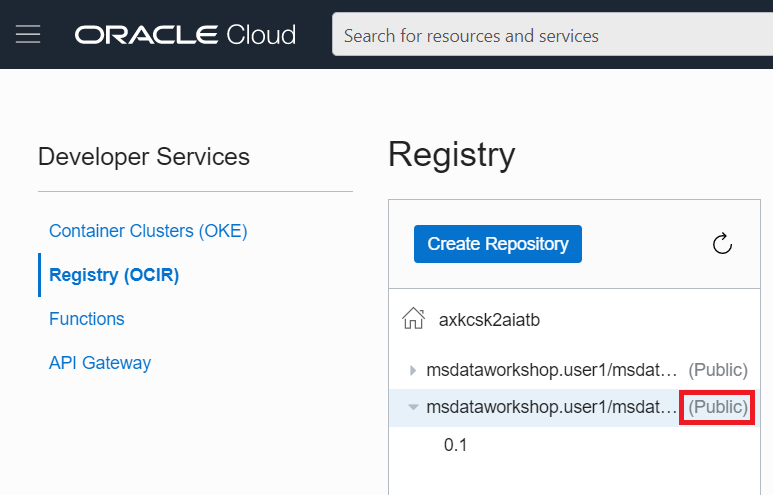 ORACLE Cloud
Search for resources and services
Developer Services
Container Clusters (OKE)
Registry (OCIR)
Functions
API Gateway
Registry
Create Repository
axkcsk2aiatb
msdataworkshop.user1/msdat... (Public)
msdataworkshop.user1/msdat... (Public)
0.1